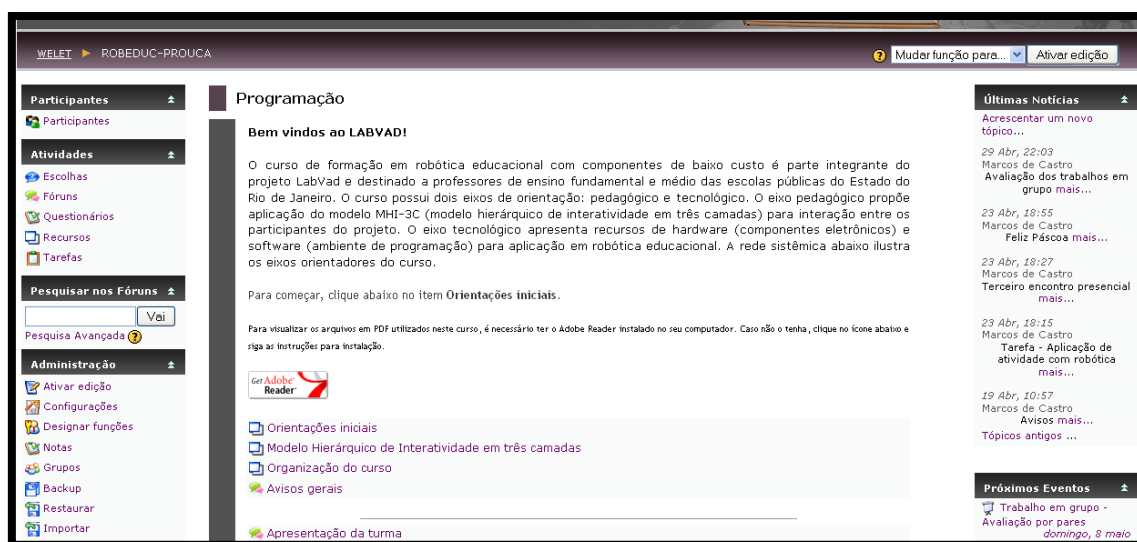 WELET ► ROBEDUC-PROUCA
Mudar função para...
Ativar edição
Participantes
Participantes
Atividades
Escolhas
Fóruns
Questionários
Recursos
Tarefas
Pesquisar nos Fóruns
Vai
Pesquisa Avançada
Administração
Ativar edição
Configurações
Designar funções
Notas
Grupos
Backup
Restaurar
Importar
Programação
Bem vindos ao LABVAD!
O curso de formação em robótica educacional com componentes de baixo custo é parte integrante do
projeto LabVad e destinado a professores de ensino fundamental e médio das escolas públicas do Estado do
Rio de Janeiro. O curso possui dois eixos de orientação: pedagógico e tecnológico. O eixo pedagógico propõe
aplicação do modelo MHI-3C (modelo hierárquico de interatividade em três camadas) para interação entre os
participantes do projeto. O eixo tecnológico apresenta recursos de hardware (componentes eletrônicos) e
software (ambiente de programação) para aplicação em robótica educacional. A rede sistêmica abaixo ilustra
os eixos orientadores do curso.
Para começar, clique abaixo no item Orientações iniciais.
Para visualizar os arquivos em PDF utilizados neste curso, é necessário ter o Adobe Reader instalado no seu computador. Caso não o tenha, clique no ícone abaixo e
siga as instruções para instalação.
Get Adobe
Reader
Orientações iniciais
Modelo Hierárquico de Interatividade em três camadas
Organização do curso
Avisos gerais
Apresentação da turma
Últimas Notícias
Acrescentar um novo
tópico...
29 Abr, 22:03
Marcos de Castro
Avaliação dos trabalhos em
grupo mais...
23 Abr, 18:55
Marcos de Castro
Feliz Páscoa mais...
23 Abr, 18:27
Marcos de Castro
Terceiro encontro presencial
mais...
23 Abr, 18:15
Marcos de Castro
Tarefa - Aplicação de
atividade com robótica
mais...
19 Abr, 10:57
Marcos de Castro
Avisos mais...
Tópicos antigos ...
Próximos Eventos
Trabalho em grupo -
Avaliação por pares
domingo, 8 maio